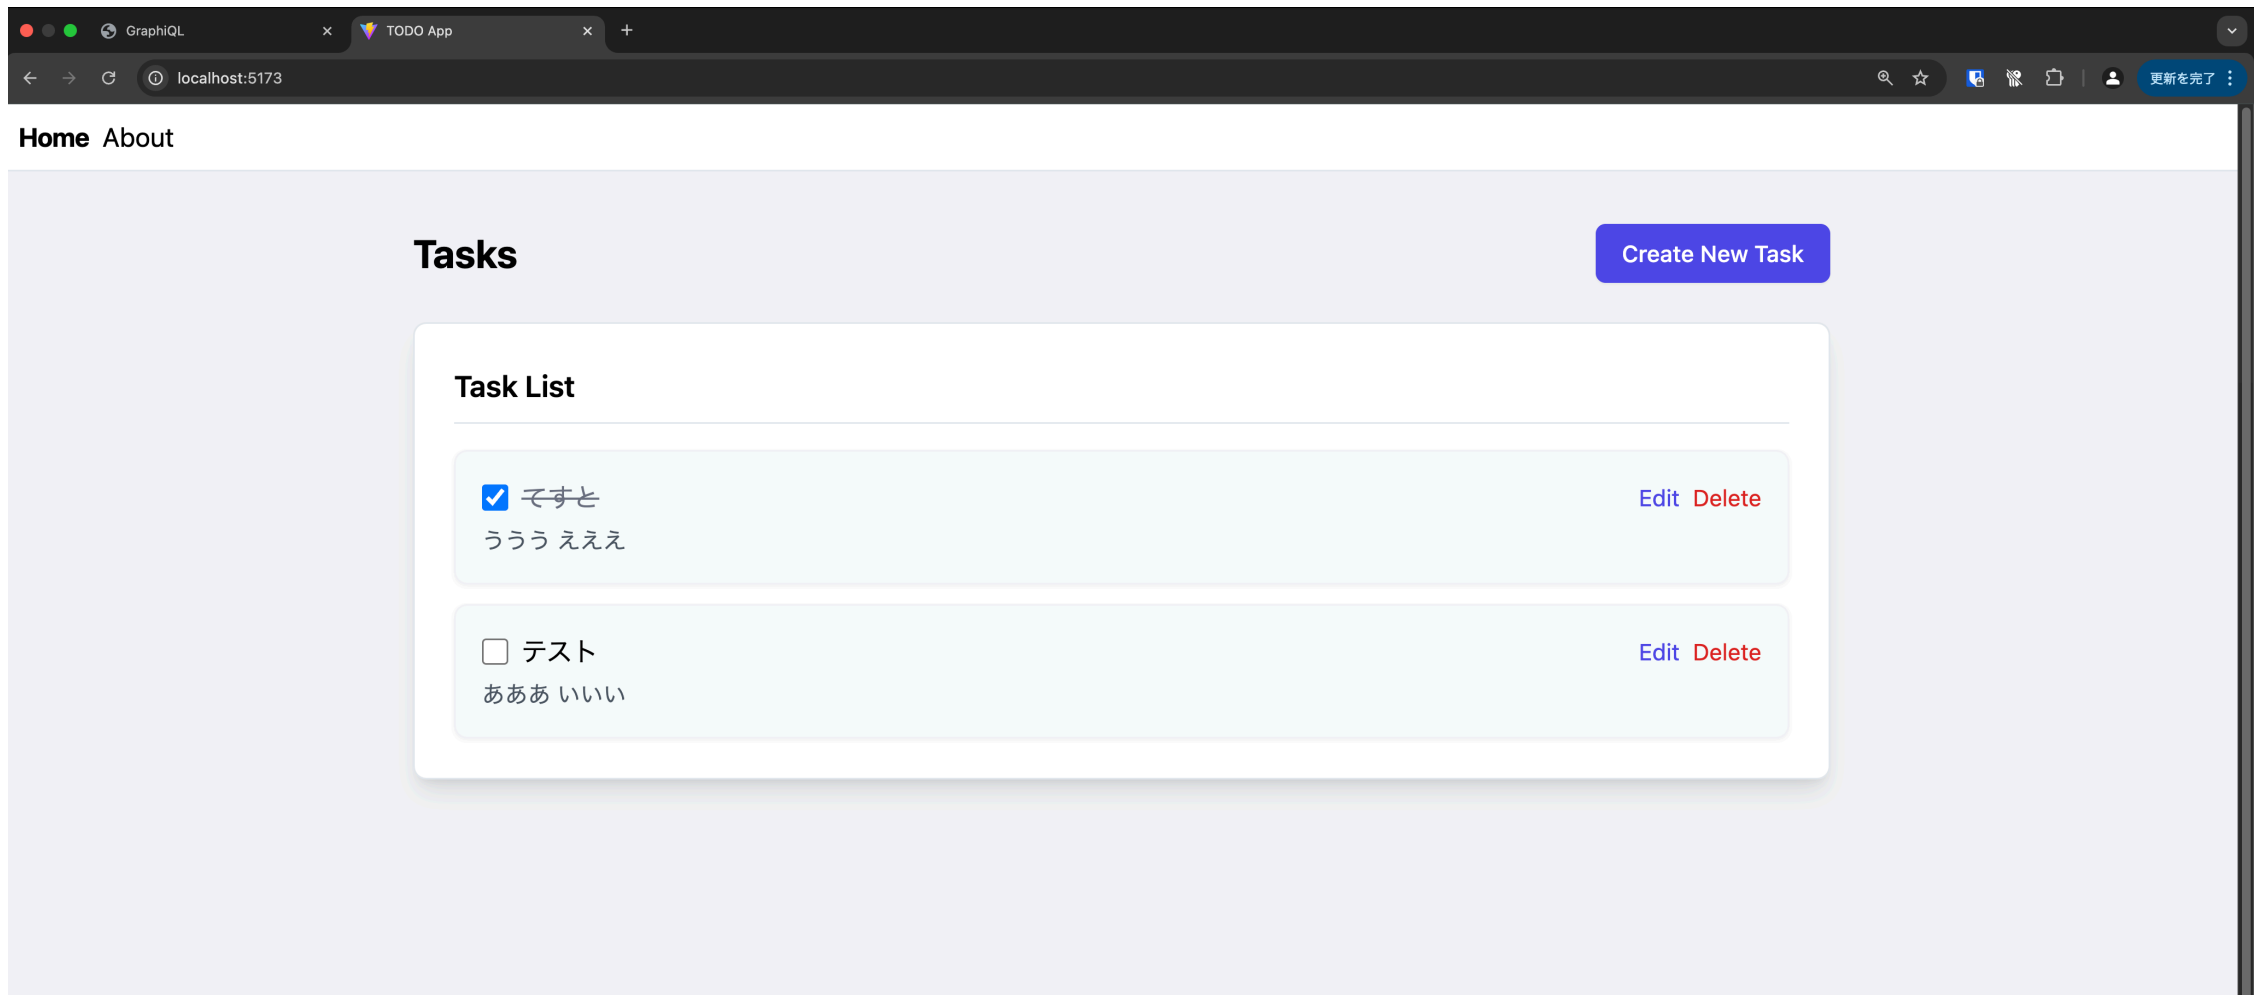 GraphiQL
TODO App
localhost:5173
更新を完了
Home About
Tasks
Create New Task
Task List
てすと
Edit Delete
ううう えええ
テスト
Edit Delete
あああ いいい